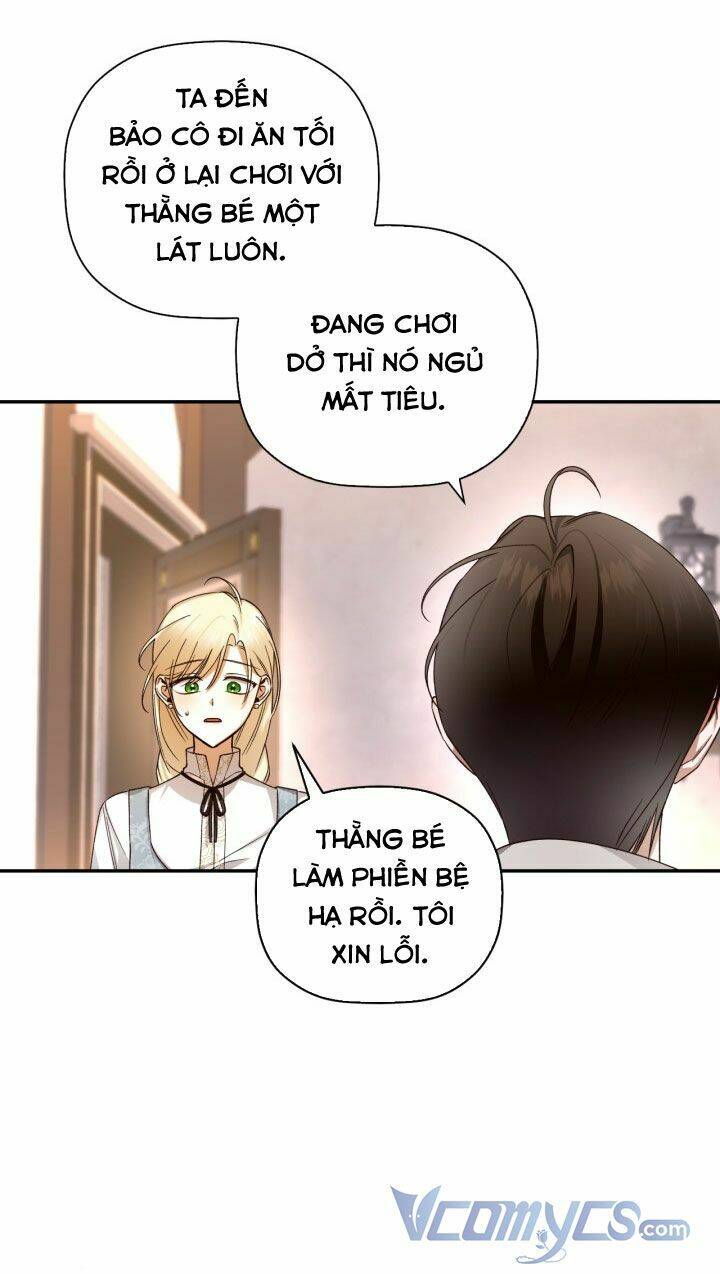 TA ĐẾN
BẢO CÔ ĐI ĂN TỐI
RỒI Ở LẠI CHƠI VỚI
THẰNG BÉ MỘT
LÁT LUÔN.
ĐANG CHƠI
DỞ THÌ NÓ NGỦ
MẤT TIÊU.
THẰNG BÉ
LÀM PHIỀN BỆ
HẠ RỒI. TÔI
XIN LỖI.
VCOMYCS.com